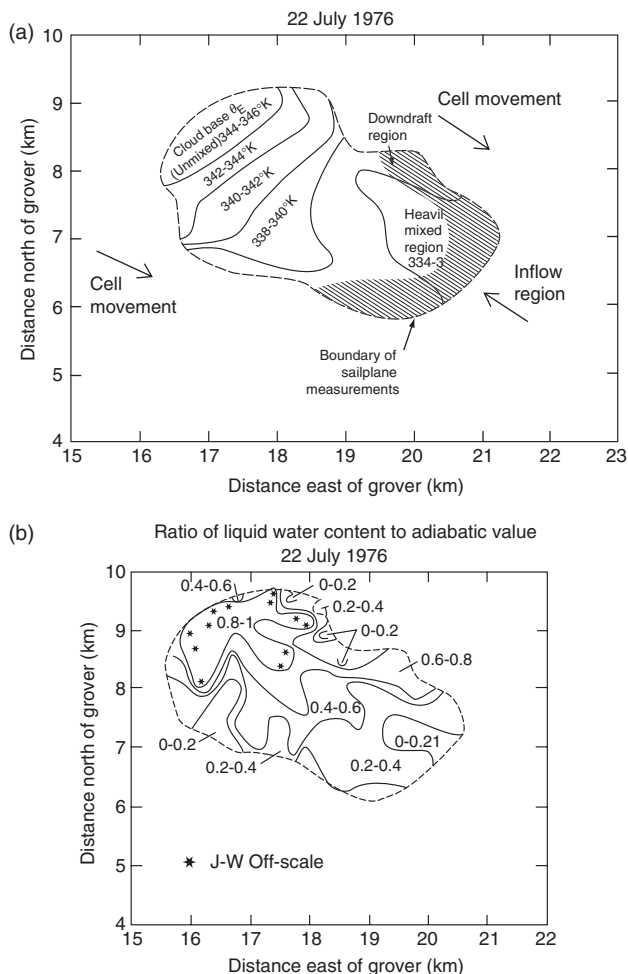 (a)
22 July 1976
10
9
8
7
6
5
4
Distance north of grover (km)
Cloud base θE
(Unmixed)344-346°K
342-344°K
340-342°K
338-340°K
Downdraft
region
Cell movement
Heavil
mixed
region
334-3
Cell
movement
Inflow
region
Boundary of
sailplane
measurements
15 16 17 18 19 20 21 22 23
Distance east of grover (km)
(b)
Ratio of liquid water content to adiabatic value
22 July 1976
10
9
8
7
6
5
4
Distance north of grover (km)
0.4-0.6
0-0.2
0.2-0.4
0.8-1
0-0.2
0.6-0.8
0.4-0.6
0-0.2
0-0.21
0.2-0.4
0.2-0.4
* J-W Off-scale
15 16 17 18 19 20 21 22
Distance east of grover (km)